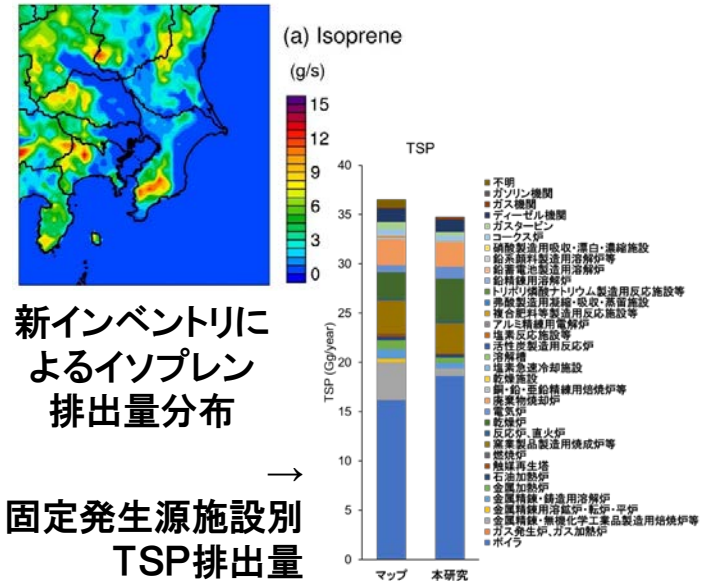 (a) Isoprene
(g/s)
15
12
9
6
3
0
新インベントリに
よるイソプレン
排出量分布
→
固定発生源施設別
TSP排出量
TSP
TSP (Gg/year)
40
35
30
25
20
15
10
5
0
マップ
本研究
不明
ガソリン機関
ガス機関
ディーゼル機関
ガスタービン
コークス炉
硝酸製造用吸収・漂白・濃縮施設
鉛系顔料製造用溶解炉等
鉛蓄電池製造用溶解炉
鉛精錬用溶解炉
トリポリ燐酸ナトリウム製造用反応施設等
弗酸製造用凝縮・吸収・蒸留施設
複合肥料等製造用反応施設等
アルミ精錬用電解炉
塩素反応施設等
活性炭製造用反応炉
溶解槽
塩素急速冷却施設
乾燥施設
銅・鉛・亜鉛精錬用焙焼炉等
廃棄物焼却炉
電気炉
乾燥炉
反応炉、直火炉
窯業製品製造用焼成炉等
燃焼炉
触媒再生塔
石油加熱炉
金属加熱炉
金属精錬・鋳造用溶解炉
金属精錬用溶鉱炉・転炉・平炉
金属精錬・無機化学工業品製造用焙焼炉等
ガス発生炉、ガス加熱炉
ボイラ